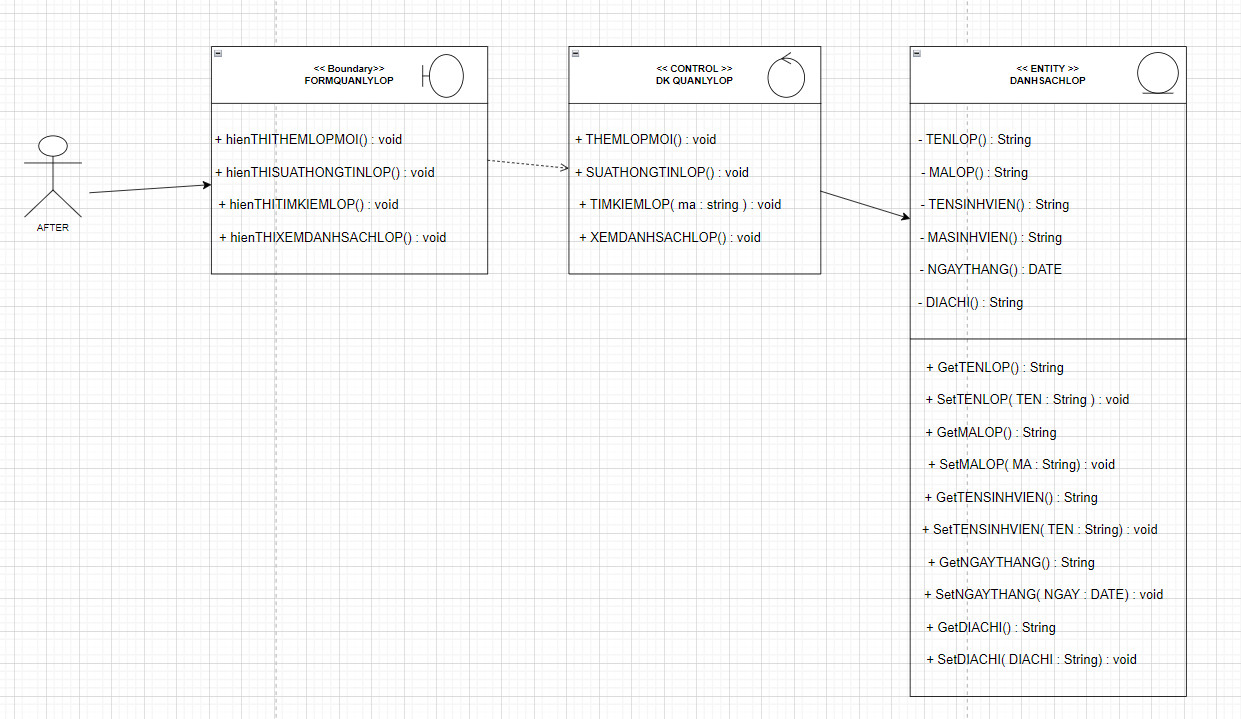 AFTER
<< Boundary>>
FORMQUANLYLOP
+ hienTHITHEMLOPMOI() : void
+ hienTHISUATHONGTINLOP() : void
+ hienTHITIMKIEMLOP() : void
+ hienTHIXEMDANHSACHLOP() : void
<< CONTROL >>
DK QUANLYLOP
+ THEMLOPMOI() : void
+ SUATHONGTINLOP() : void
+ TIMKIEMLOP( ma : string ) : void
+ XEMDANHSACHLOP() : void
<< ENTITY >>
DANHSACHLOP
- TENLOP() : String
- MALOP() : String
- TENSINHVIEN() : String
- MASINHVIEN() : String
- NGAYTHANG() : DATE
- DIACHI() : String
+ GetTENLOP() : String
+ SetTENLOP( TEN : String ) : void
+ GetMALOP() : String
+ SetMALOP( MA : String) : void
+ GetTENSINHVIEN() : String
+ SetTENSINHVIEN( TEN : String) : void
+ GetNGAYTHANG() : String
+ SetNGAYTHANG( NGAY : DATE) : void
+ GetDIACHI() : String
+ SetDIACHI( DIACHI : String) : void